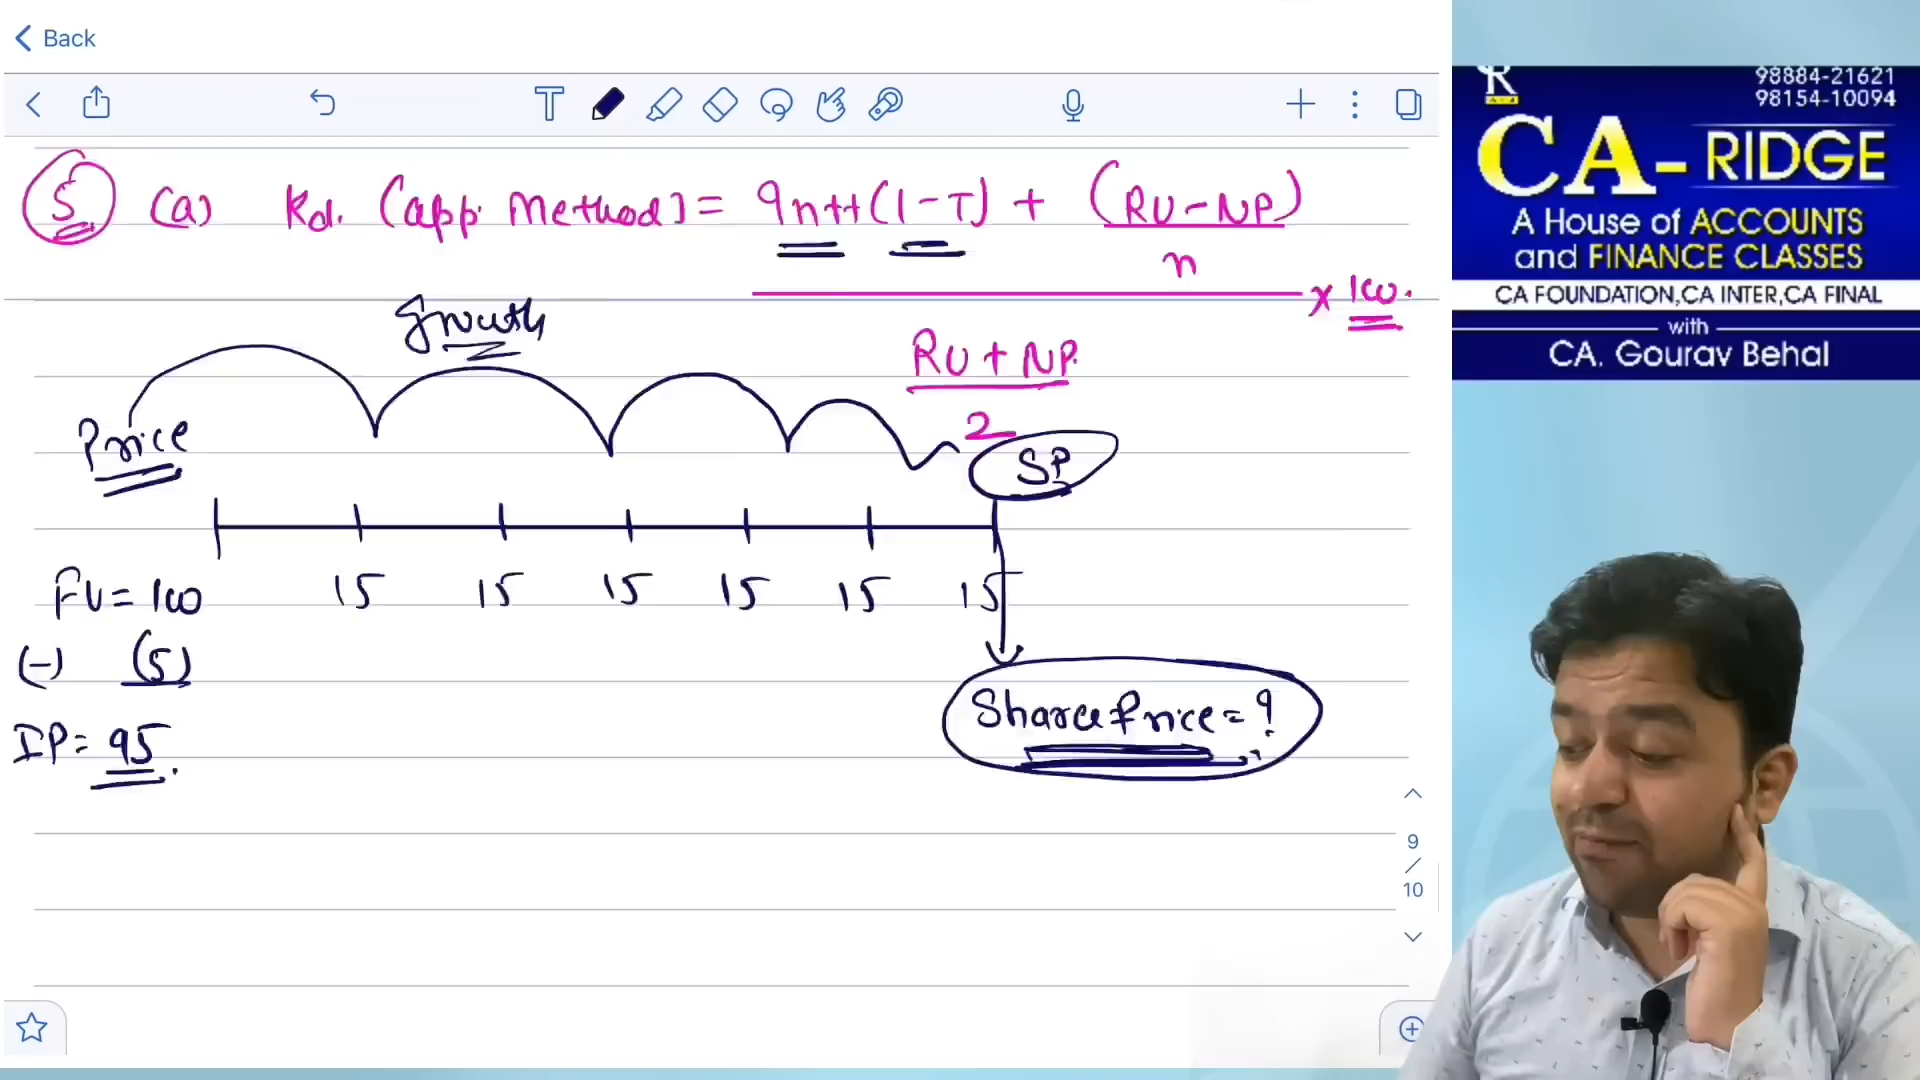 Back
5 (a) Kd. (app. Method) = Int(1-T) + (RV-NP)
n
x 100.
Growth
RV + NP
2
Price
SP
FV = 100 15 15 15 15 15 15
(-) (5)
Share Price = ?
IP = 95.
9
/
10
98884-21621
98154-10094
CA-RIDGE
A House of ACCOUNTS
and FINANCE CLASSES
CA FOUNDATION,CA INTER,CA FINAL
with
CA. Gourav Behal